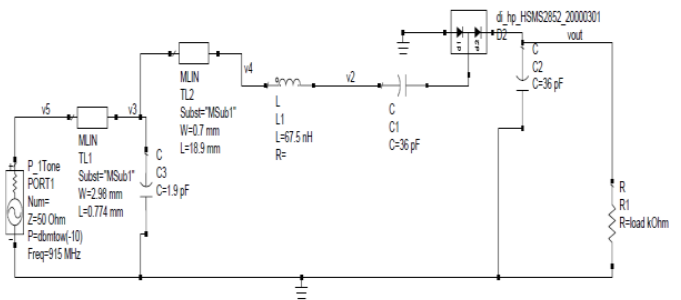 di_hp_HSMS2852_20000301
D2
vout
C
C2
C=36 pF
MLIN
TL2
Subst="MSub1"
W=0.7 mm
L=18.9 mm
v4
L
L1
L=67.5 nH
R=
v2
C
C1
C=36 pF
v5
v3
MLIN
TL1
Subst="MSub1"
W=2.98 mm
L=0.774 mm
C
C3
C=1.9 pF
P_1Tone
PORT1
Num=
Z=50 Ohm
P=dbmtow(-10)
Freq=915 MHz
R
R1
R=load kOhm